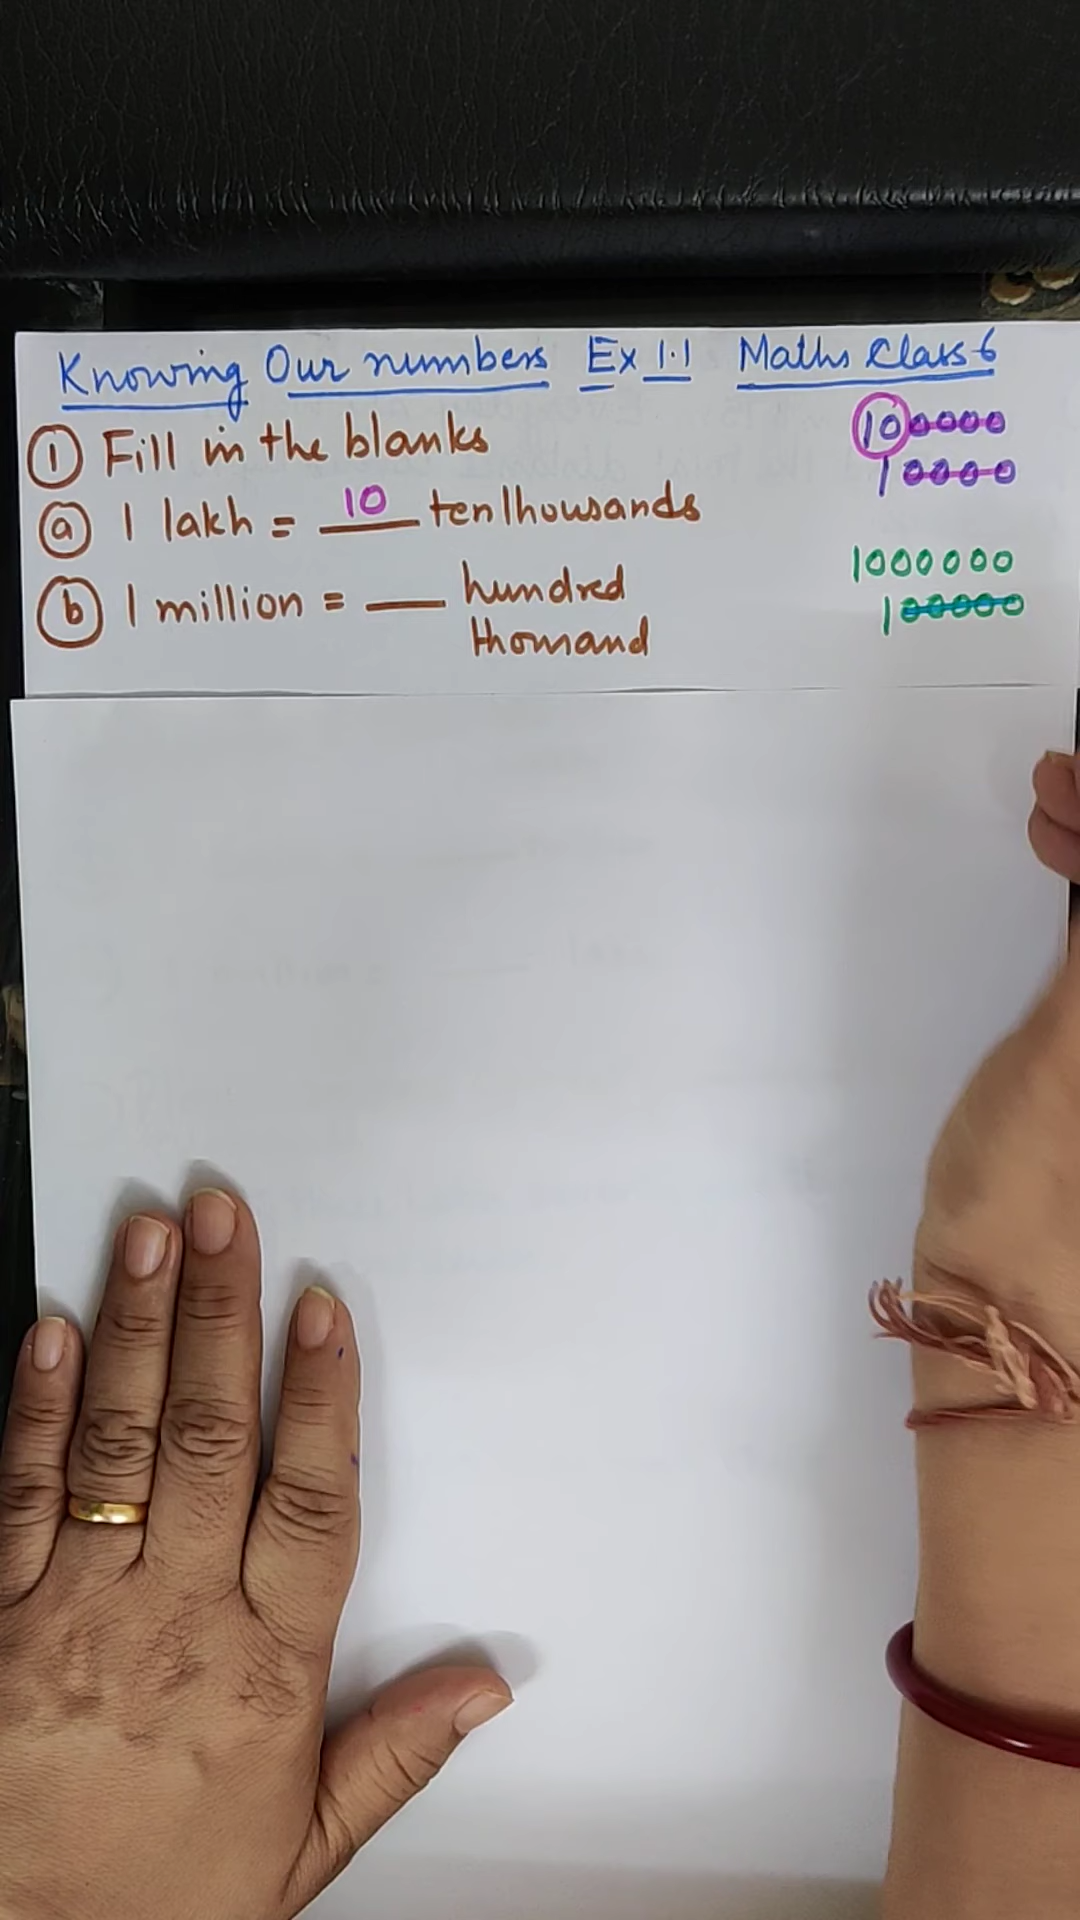 Knowing Our numbers Ex 1.1 Maths Class 6
① Fill in the blanks 100000
10000
ⓐ 1 lakh = 10 ten thousands
1000000
ⓑ 1 million = ___ hundred 100000
thousand